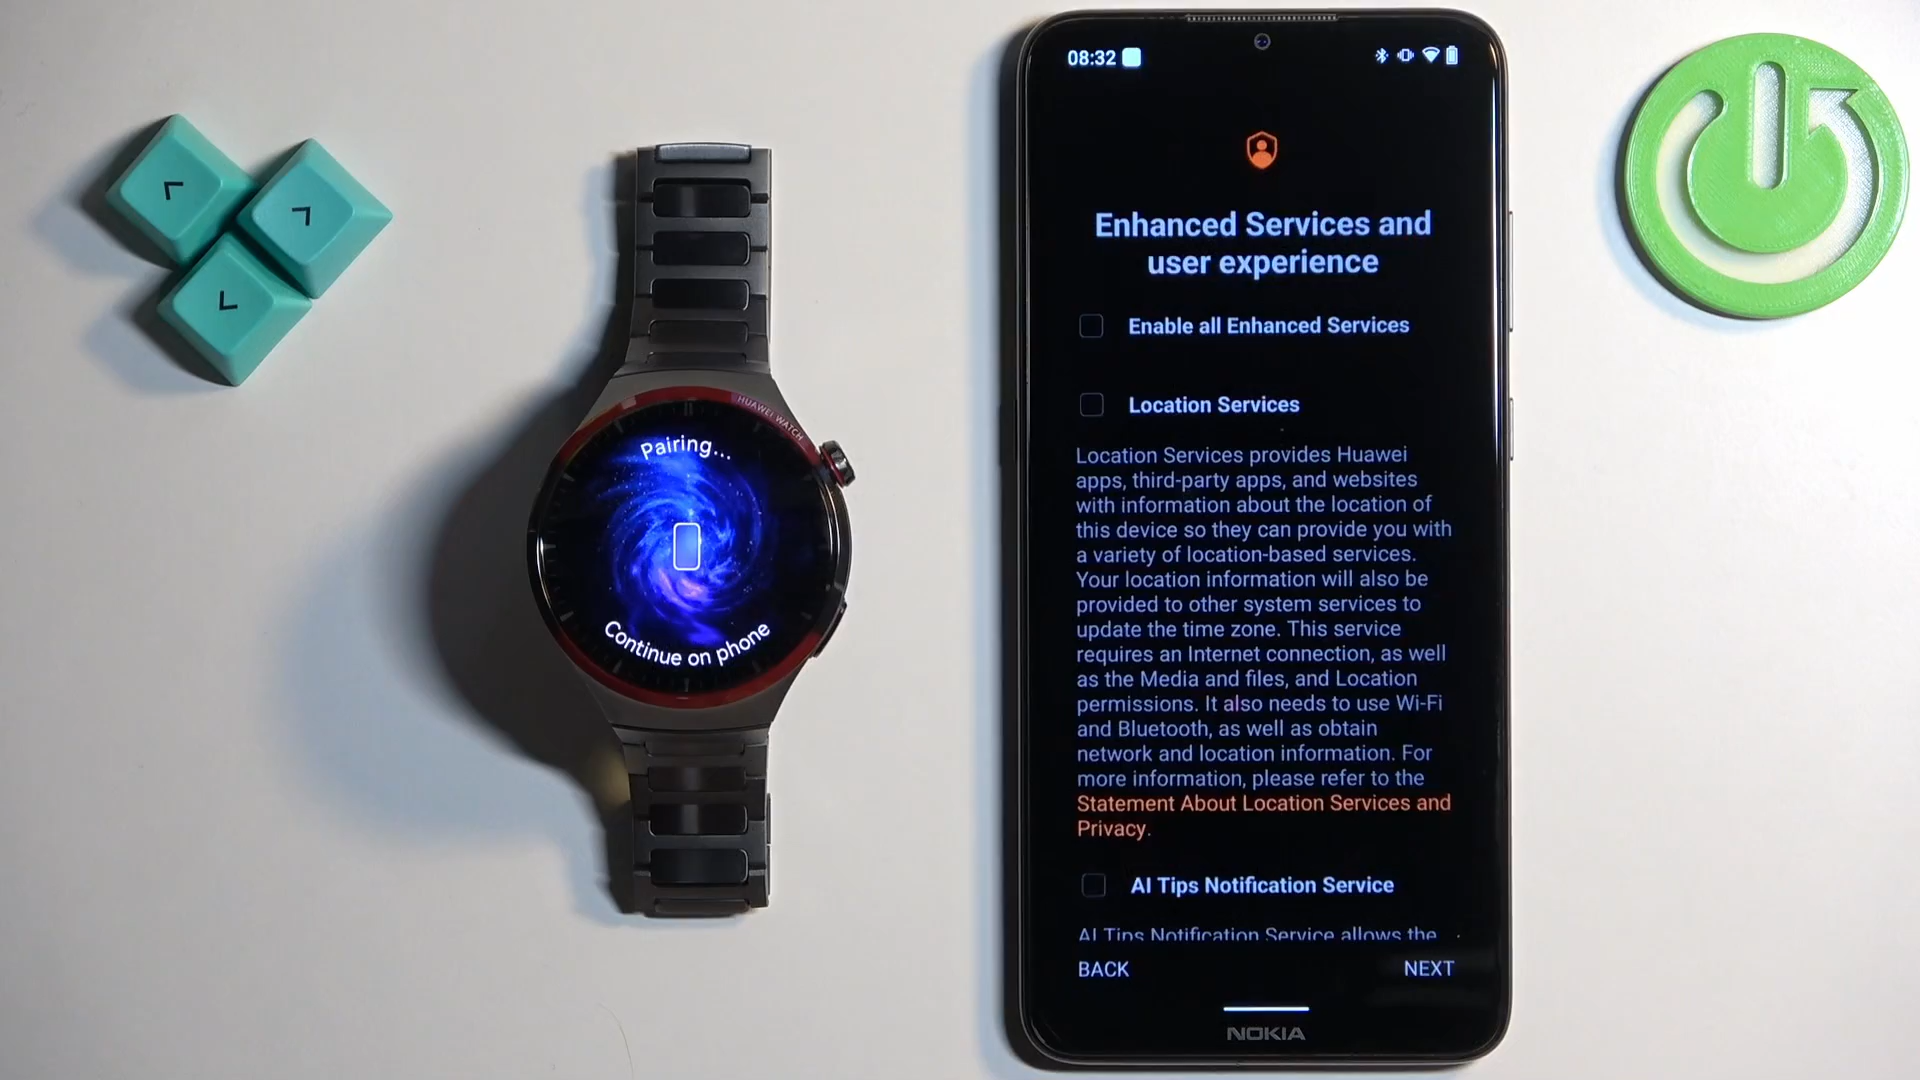 HUAWEI WATCH
Pairing...
Continue on phone
08:32
Enhanced Services and
user experience
Enable all Enhanced Services
Location Services
Location Services provides Huawei
apps, third-party apps, and websites
with information about the location of
this device so they can provide you with
a variety of location-based services.
Your location information will also be
provided to other system services to
update the time zone. This service
requires an Internet connection, as well
as the Media and files, and Location
permissions. It also needs to use Wi-Fi
and Bluetooth, as well as obtain
network and location information. For
more information, please refer to the
Statement About Location Services and
Privacy.
AI Tips Notification Service
AI Tips Notification Service allows the
BACK
NEXT
NOKIA